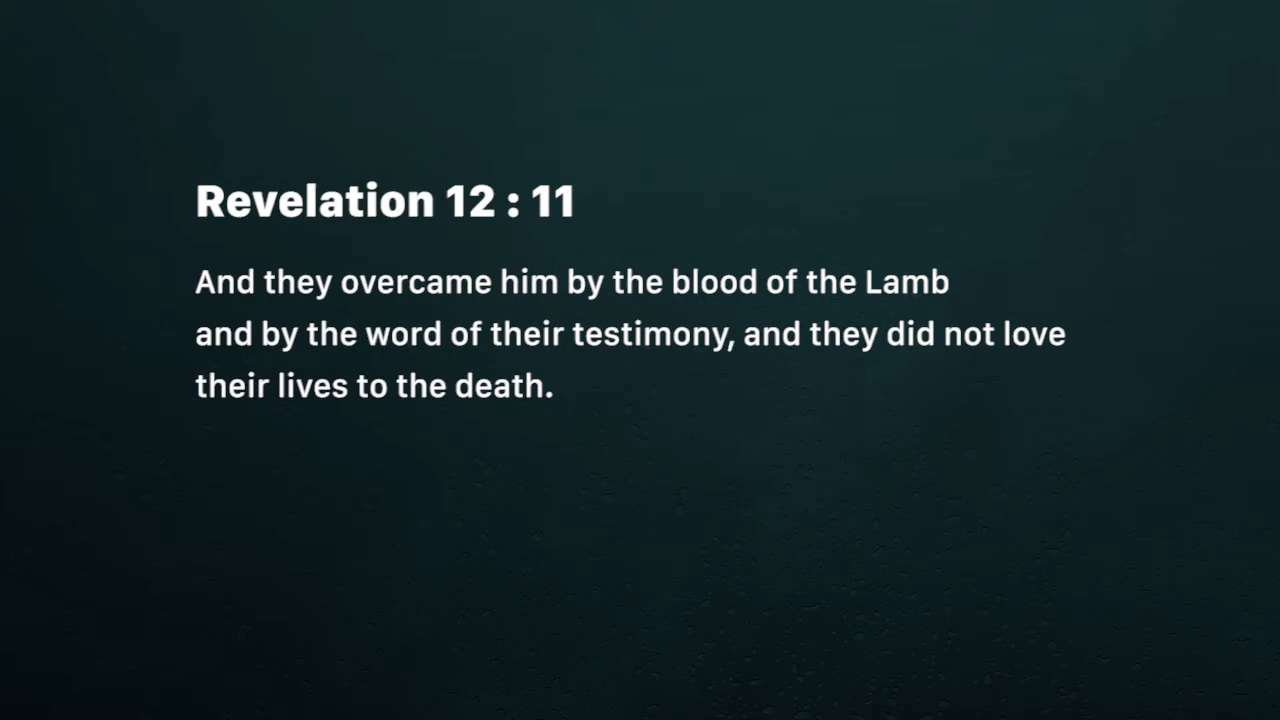 Revelation 12 : 11
And they overcame him by the blood of the Lamb
and by the word of their testimony, and they did not love
their lives to the death.